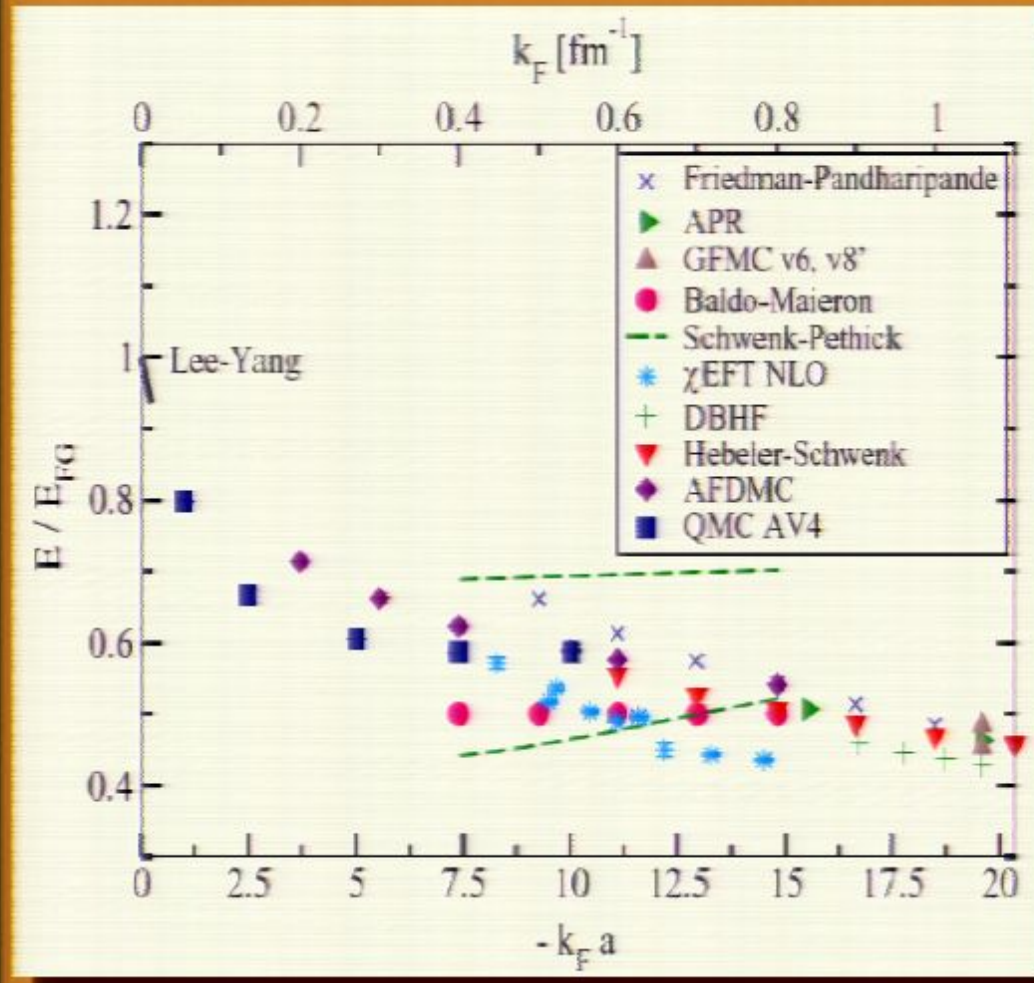 k_F [fm^-1]
0 0.2 0.4 0.6 0.8 1
Friedman-Pandharipande
APR
GFMC v6, v8'
Baldo-Maieron
Schwenk-Pethick
χEFT NLO
DBHF
Hebeler-Schwenk
AFDMC
QMC AV4
1.2
1
Lee-Yang
0.8
0.6
0.4
E / E_FG
0 2.5 5 7.5 10 12.5 15 17.5 20
- k_F a